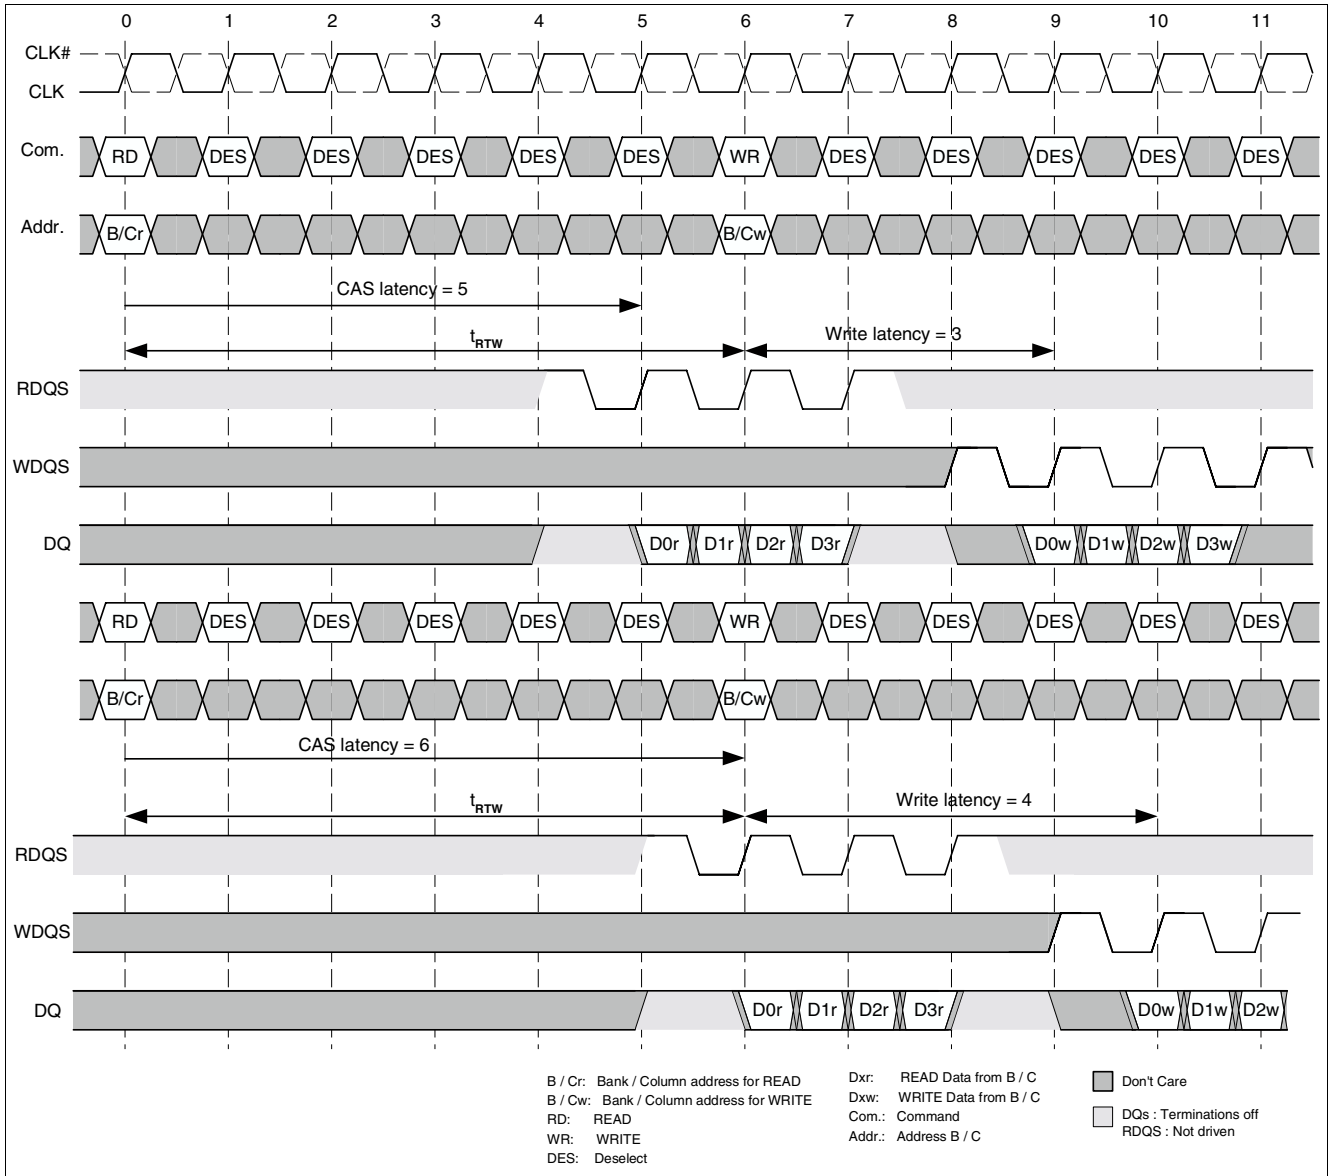 0 1 2 3 4 5 6 7 8 9 10 11
CLK#
CLK
Com. RD DES DES DES DES DES WR DES DES DES DES DES
Addr. B/Cr B/Cw
CAS latency = 5
tRTW Write latency = 3
RDQS
WDQS
DQ D0r D1r D2r D3r D0w D1w D2w D3w
RD DES DES DES DES DES WR DES DES DES DES DES
B/Cr B/Cw
CAS latency = 6
tRTW Write latency = 4
RDQS
WDQS
DQ D0r D1r D2r D3r D0w D1w D2w
B / Cr: Bank / Column address for READ
B / Cw: Bank / Column address for WRITE
RD: READ
WR: WRITE
DES: Deselect
Dxr: READ Data from B / C
Dxw: WRITE Data from B / C
Com.: Command
Addr.: Address B / C
Don't Care
DQs : Terminations off
RDQS : Not driven